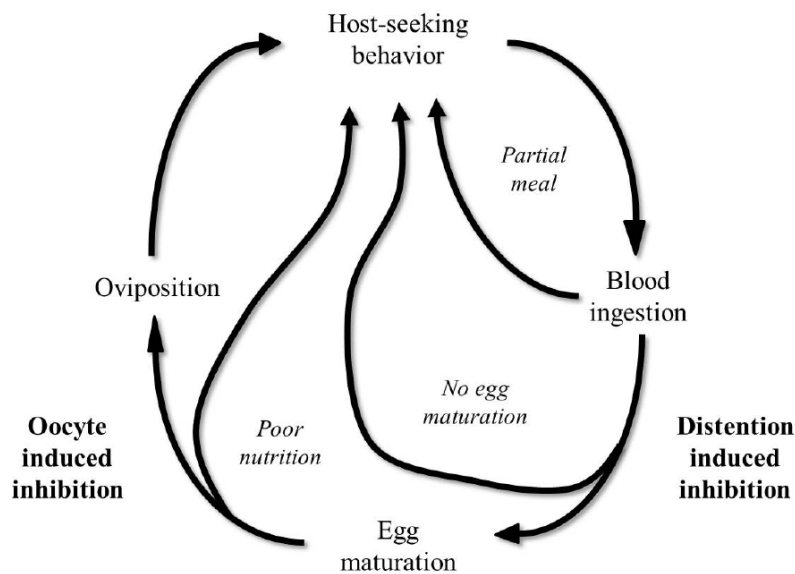 Host-seeking
behavior
Partial
meal
Blood
ingestion
Oviposition
No egg
maturation
Poor
nutrition
Oocyte
induced
inhibition
Distention
induced
inhibition
Egg
maturation